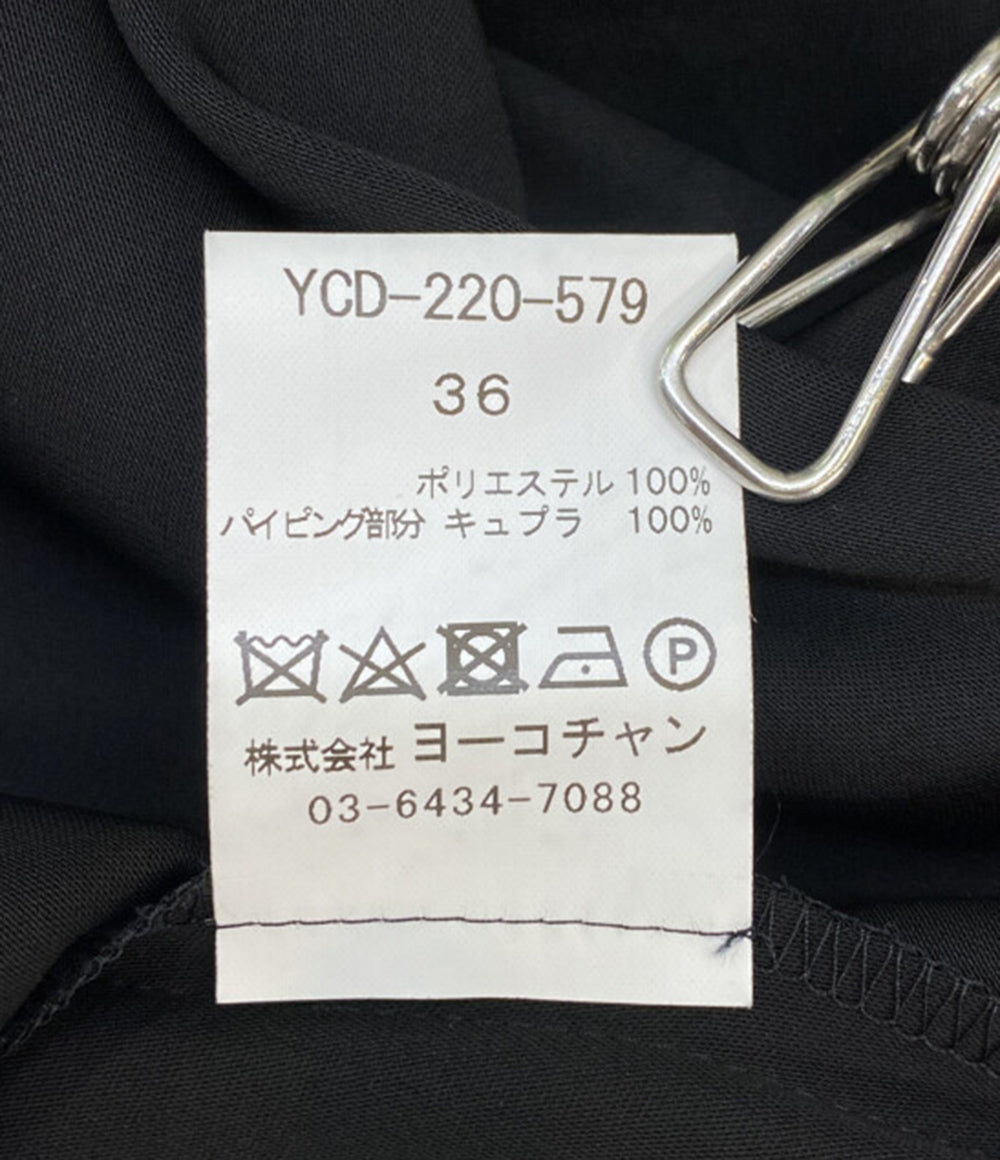 YCD-220-579
36
ポリエステル 100%
パイピング部分 キュプラ 100%
P
株式会社 ヨーコチャン
03-6434-7088